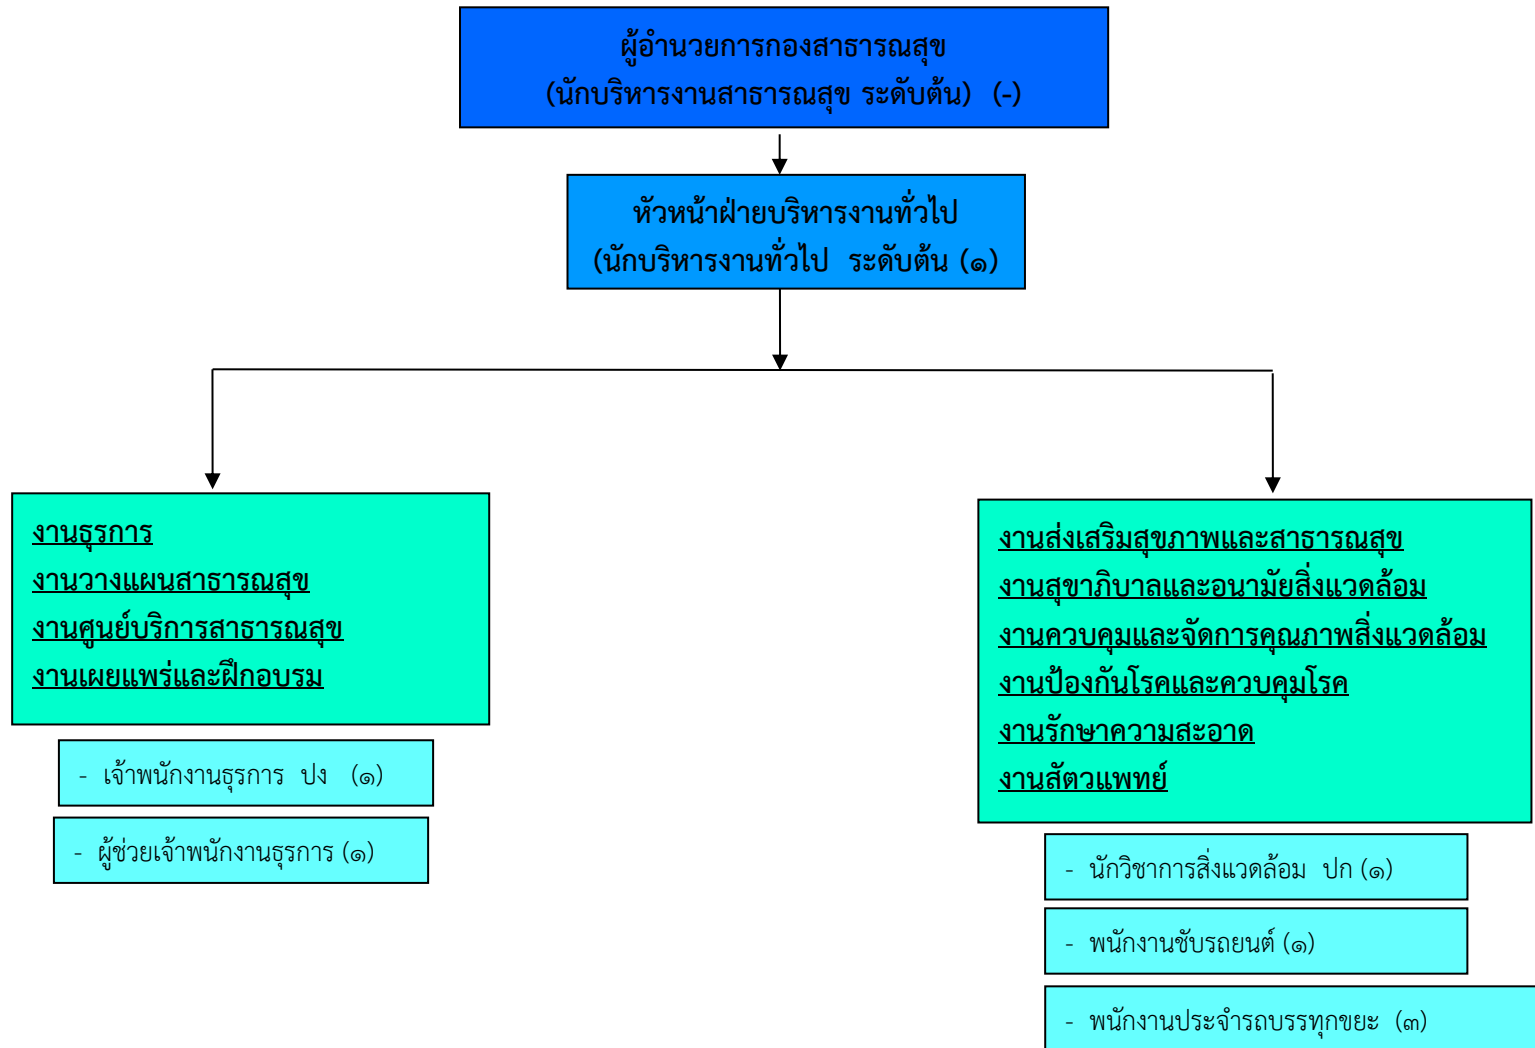 ผู้อำนวยการกองสาธารณสุข
(นักบริหารงานสาธารณสุข ระดับต้น) (-)
หัวหน้าฝ่ายบริหารงานทั่วไป
(นักบริหารงานทั่วไป ระดับต้น (๑)
งานธุรการ
งานวางแผนสาธารณสุข
งานศูนย์บริการสาธารณสุข
งานเผยแพร่และฝึกอบรม
- เจ้าพนักงานธุรการ ปง (๑)
- ผู้ช่วยเจ้าพนักงานธุรการ (๑)
งานส่งเสริมสุขภาพและสาธารณสุข
งานสุขาภิบาลและอนามัยสิ่งแวดล้อม
งานควบคุมและจัดการคุณภาพสิ่งแวดล้อม
งานป้องกันโรคและควบคุมโรค
งานรักษาความสะอาด
งานสัตวแพทย์
- นักวิชาการสิ่งแวดล้อม ปก (๑)
- พนักงานขับรถยนต์ (๑)
- พนักงานประจำรถบรรทุกขยะ (๓)